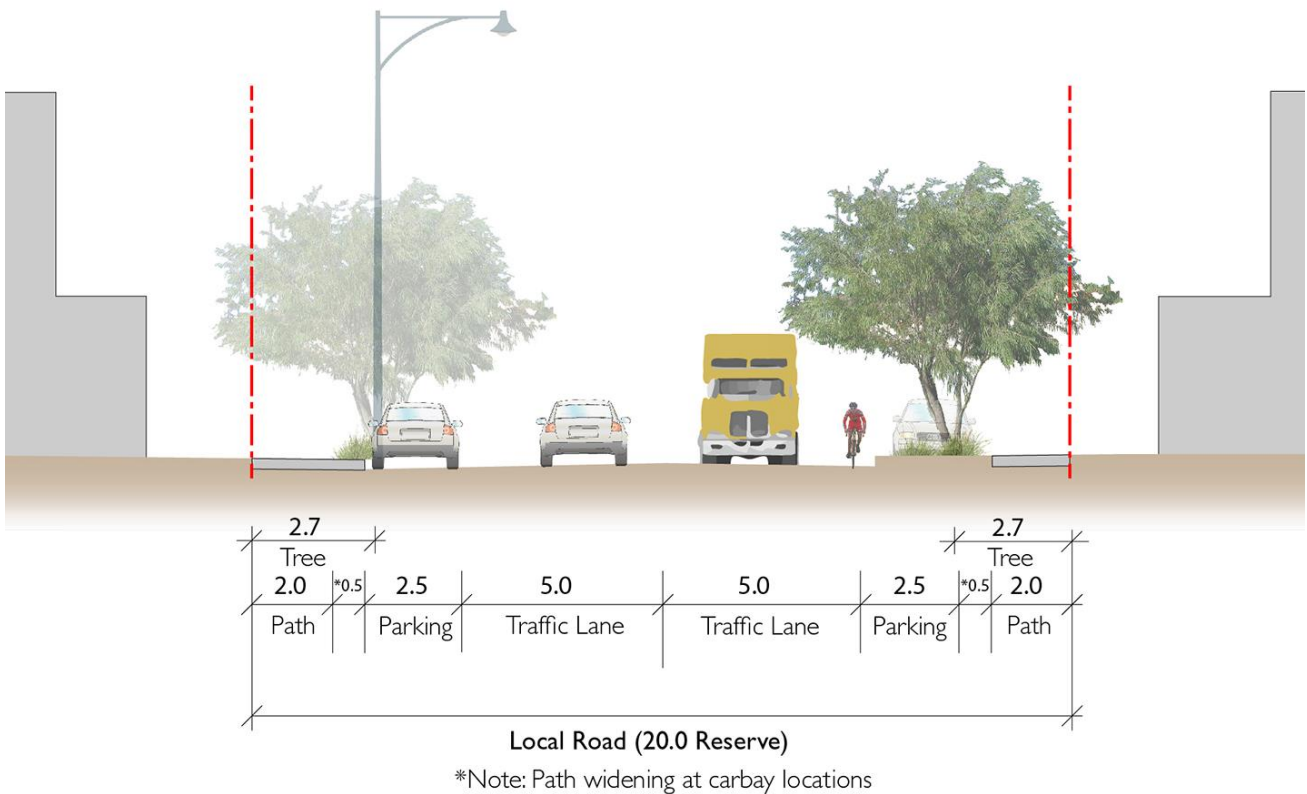 2.7 2.7
Tree Tree
2.0 *0.5 2.5 5.0 5.0 2.5 *0.5 2.0
Path Parking Traffic Lane Traffic Lane Parking Path
Local Road (20.0 Reserve)
*Note: Path widening at carbay locations